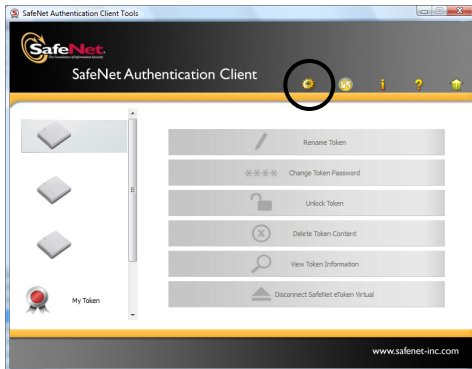 SafeNet Authentication Client Tools
SafeNet.
The Foundation of Information Security
SafeNet Authentication Client
Rename Token
**** Change Token Password
Unlock Token
Delete Token Content
View Token Information
Disconnect SafeNet eToken Virtual
My Token
www.safenet-inc.com